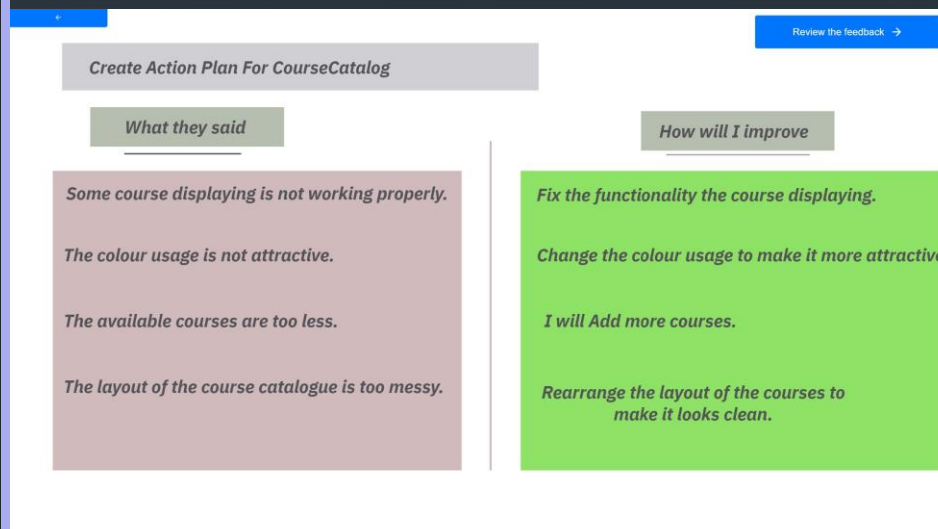 ←
Review the feedback →
Create Action Plan For CourseCatalog
What they said
How will I improve
Some course displaying is not working properly.
The colour usage is not attractive.
The available courses are too less.
The layout of the course catalogue is too messy.
Fix the functionality the course displaying.
Change the colour usage to make it more attractive
I will Add more courses.
Rearrange the layout of the courses to
make it looks clean.